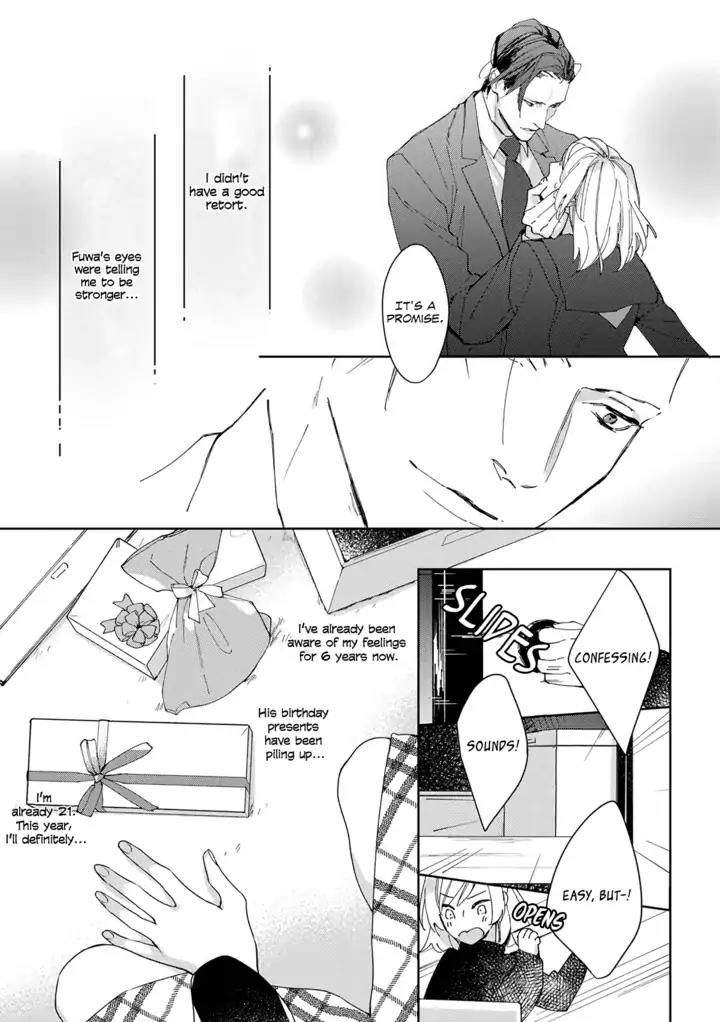 IT'S A
PROMISE.
I didn't
have a good
retort.
Fuwa's eyes
were telling
me to be
stronger...
CONFESSING!
SLIDES
SOUNDS!
EASY, BUT-!
OPENS
I've already been
aware of my feelings
for 6 years now.
His birthday
presents
have been
piling up...
I'm
already 21.
This year,
I'll definitely...